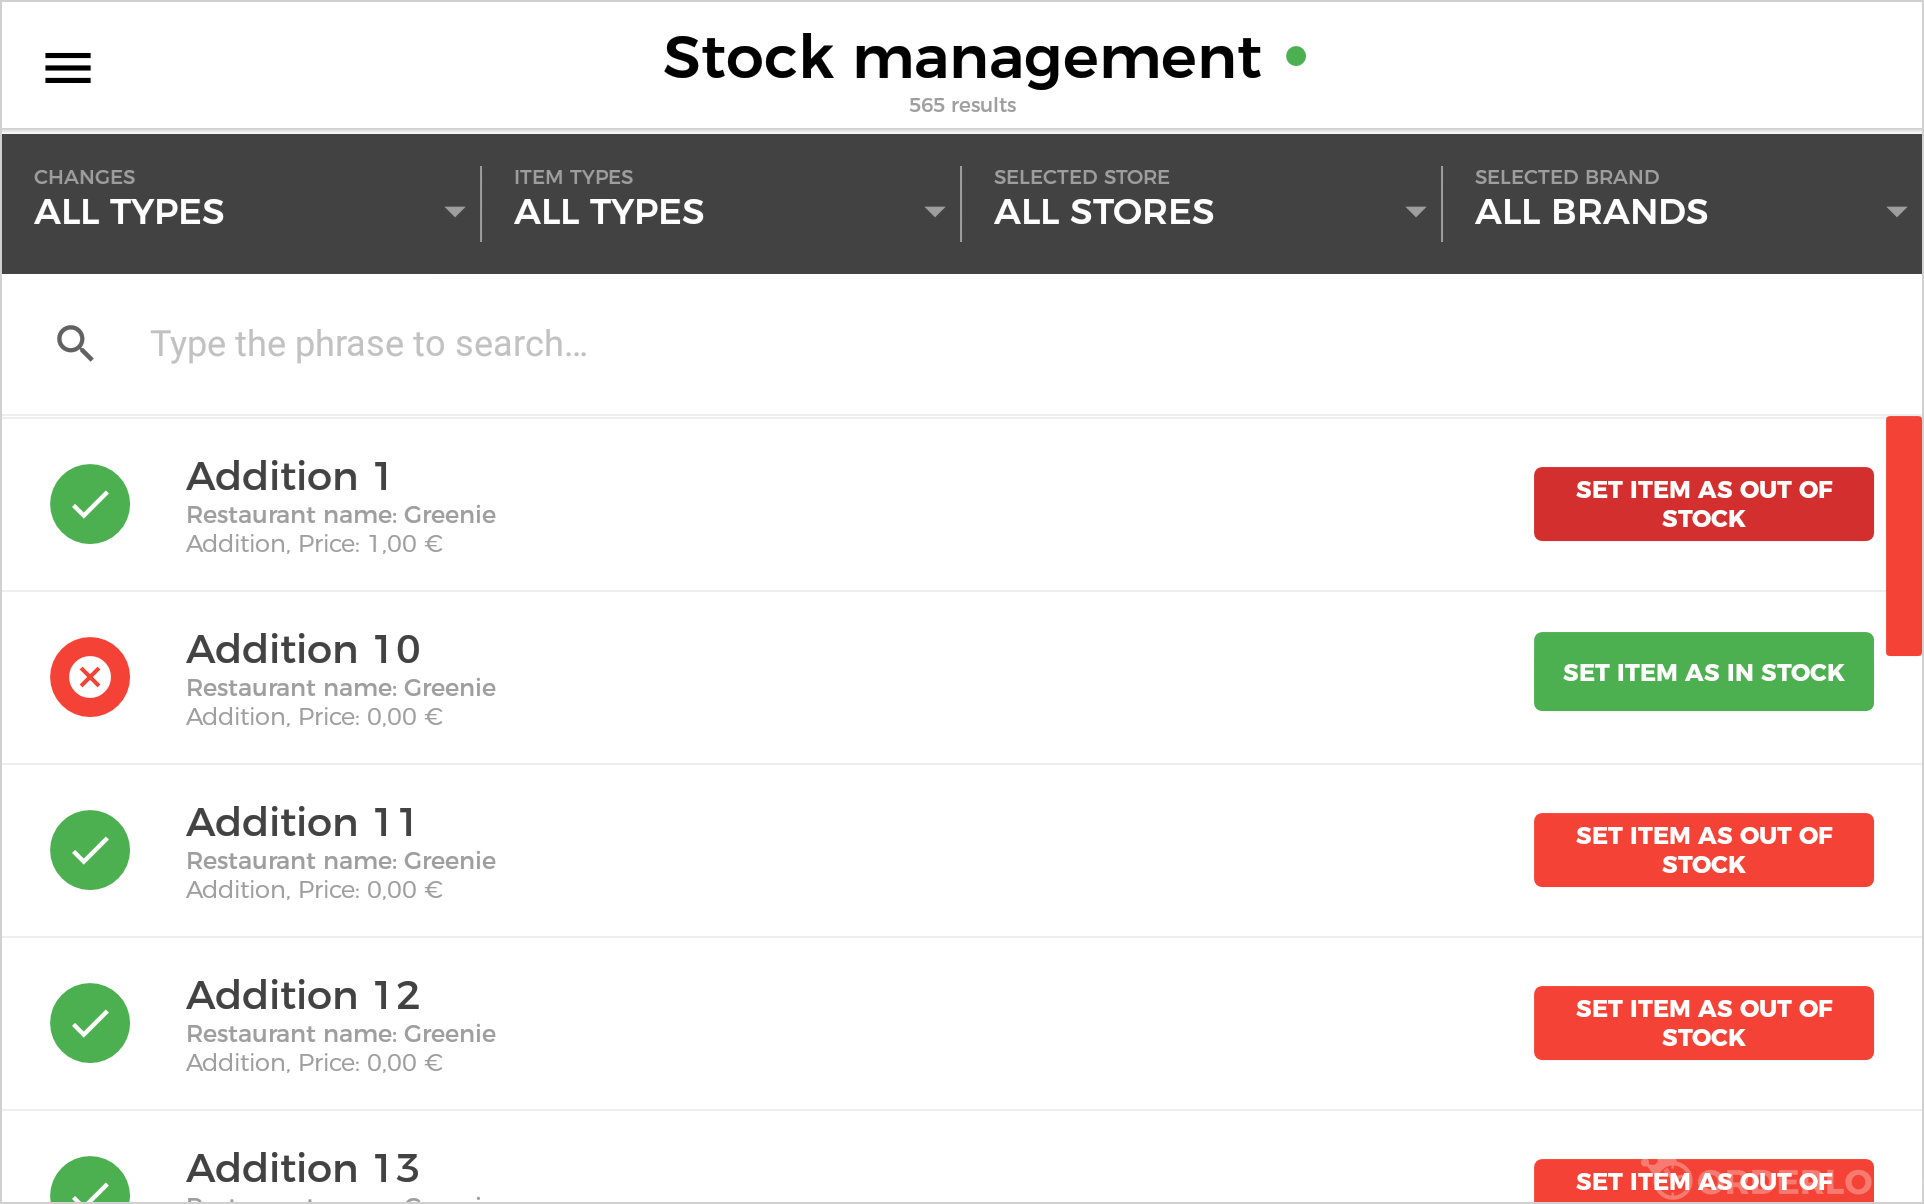 Stock management
565 results
CHANGES
ALL TYPES
ITEM TYPES
ALL TYPES
SELECTED STORE
ALL STORES
SELECTED BRAND
ALL BRANDS
Type the phrase to search...
Addition 1
Restaurant name: Greenie
Addition, Price: 1,00 €
SET ITEM AS OUT OF
STOCK
Addition 10
Restaurant name: Greenie
Addition, Price: 0,00 €
SET ITEM AS IN STOCK
Addition 11
Restaurant name: Greenie
Addition, Price: 0,00 €
SET ITEM AS OUT OF
STOCK
Addition 12
Restaurant name: Greenie
Addition, Price: 0,00 €
SET ITEM AS OUT OF
STOCK
Addition 13
SET ITEM AS OUT OF
ORDERLO